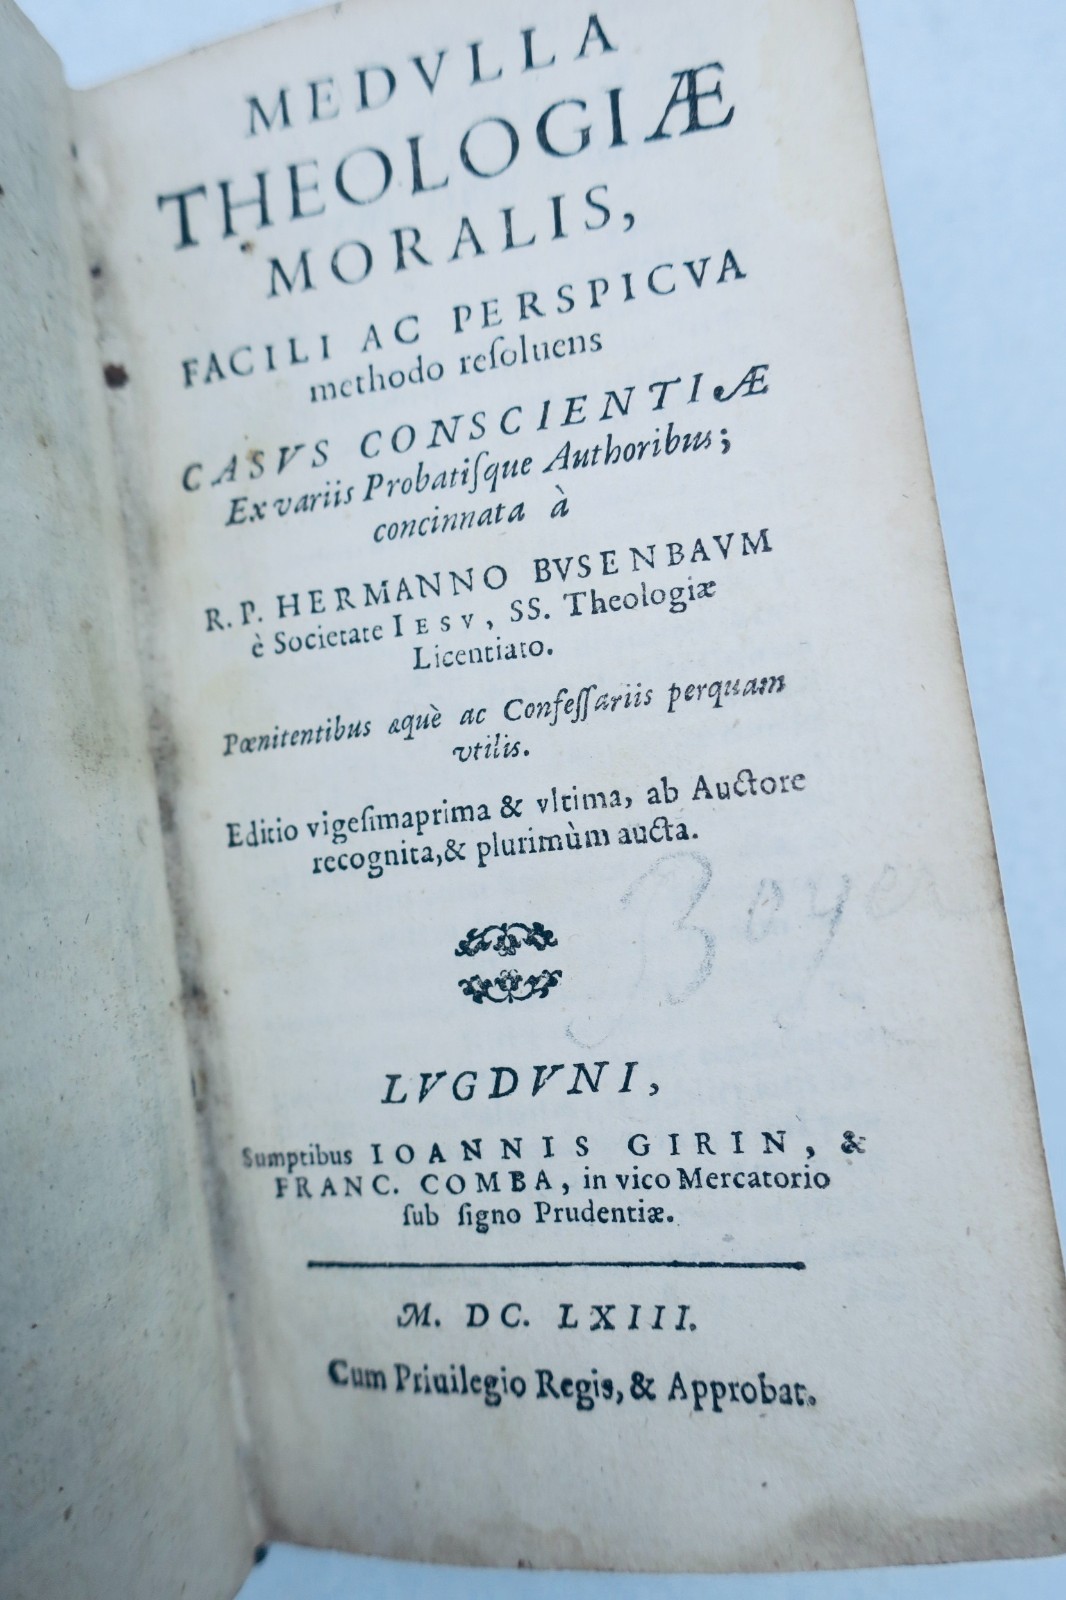 MEDVLLA
THEOLOGIÆ
MORALIS,
FACILI AC PERSPICVA
methodo reſoluens
CASVS CONSCIENTIÆ
Ex variis Probatiſque Authoribus;
concinnata à
R. P. HERMANNO BVSENBAVM
è Societate IESV, SS. Theologiæ
Licentiato.
Pœnitentibus æquè ac Confeſſariis perquam
vtilis.
Editio vigeſimaprima & vltima, ab Auctore
recognita, & plurimùm aucta.
Boyer
LVGDVNI,
Sumptibus IOANNIS GIRIN, &
FRANC. COMBA, in vico Mercatorio
ſub ſigno Prudentiæ.
M. DC. LXIII.
Cum Priuilegio Regis, & Approbat.